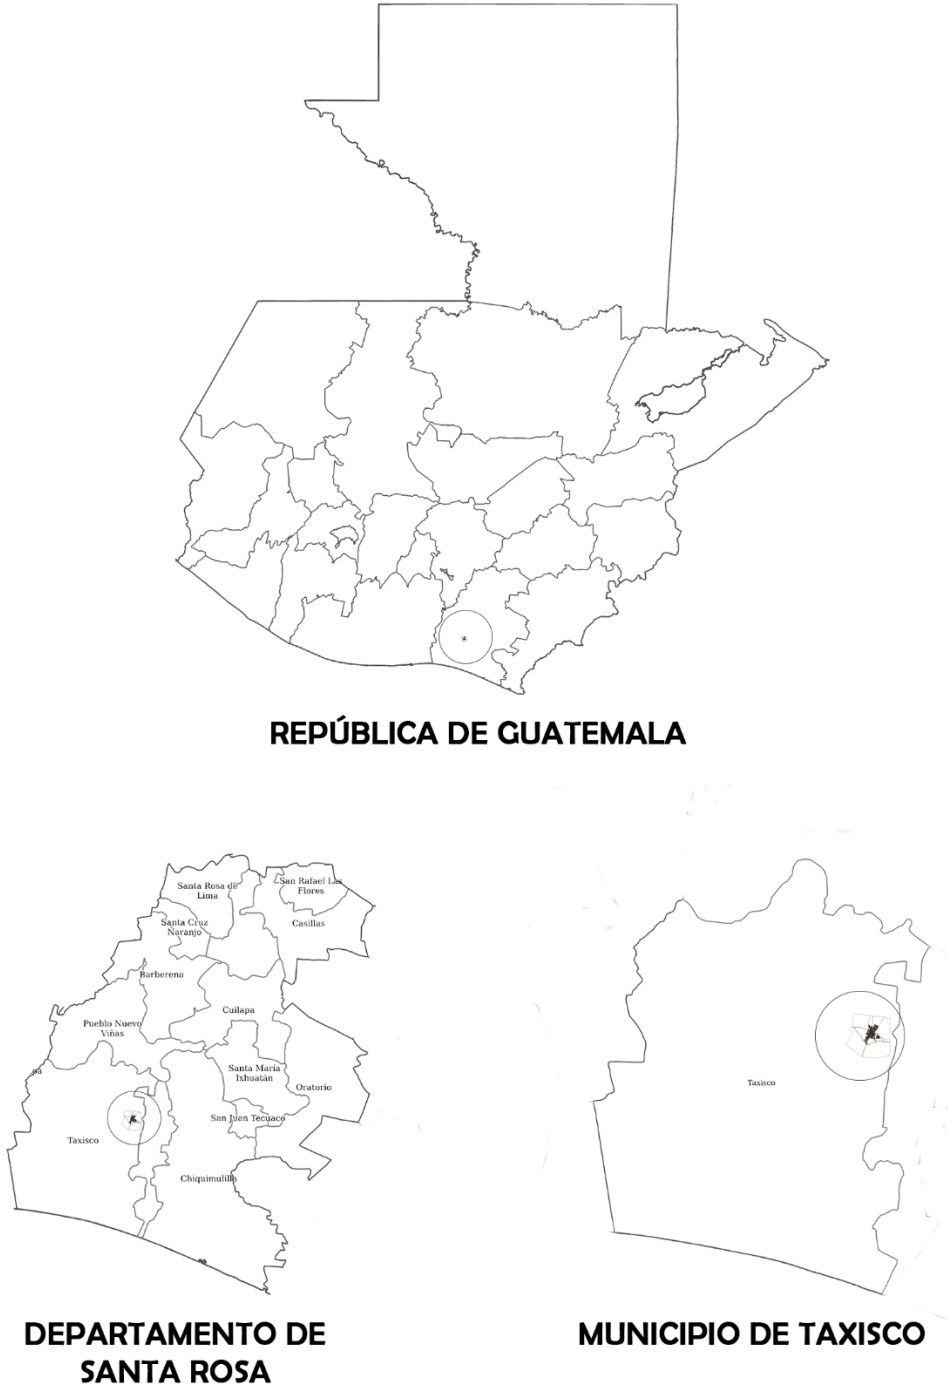 REPÚBLICA DE GUATEMALA
Santa Rosa de
Lima
San Rafael Las
Flores
Santa Cruz
Naranjo
Casillas
Barberena
Cuilapa
Pueblo Nuevo
Viñas
Santa María
Ixhuatán
pa
Oratorio
San Juan Tecuaco
Taxisco
Chiquimulilla
DEPARTAMENTO DE
SANTA ROSA
Taxisco
MUNICIPIO DE TAXISCO